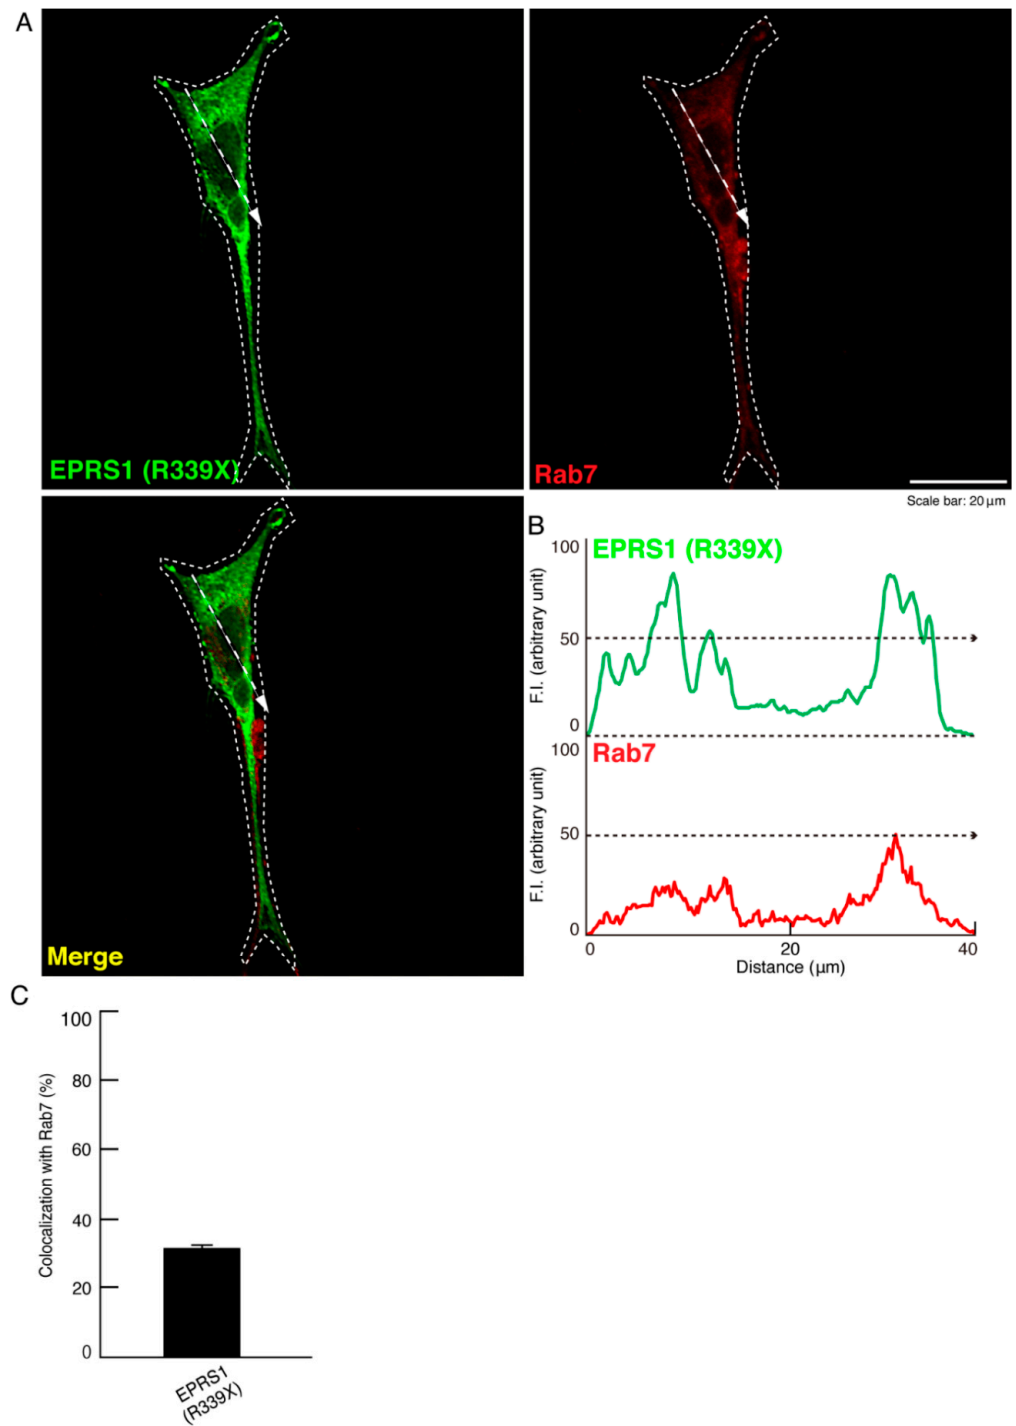 A
EPRS1 (R339X)
Rab7
Scale bar: 20 µm
Merge
B
EPRS1 (R339X)
100
50
0
F.I. (arbitrary unit)
Rab7
100
50
0
F.I. (arbitrary unit)
0 20 40
Distance (µm)
C
100
80
60
40
20
0
Colocalization with Rab7 (%)
EPRS1
(R339X)